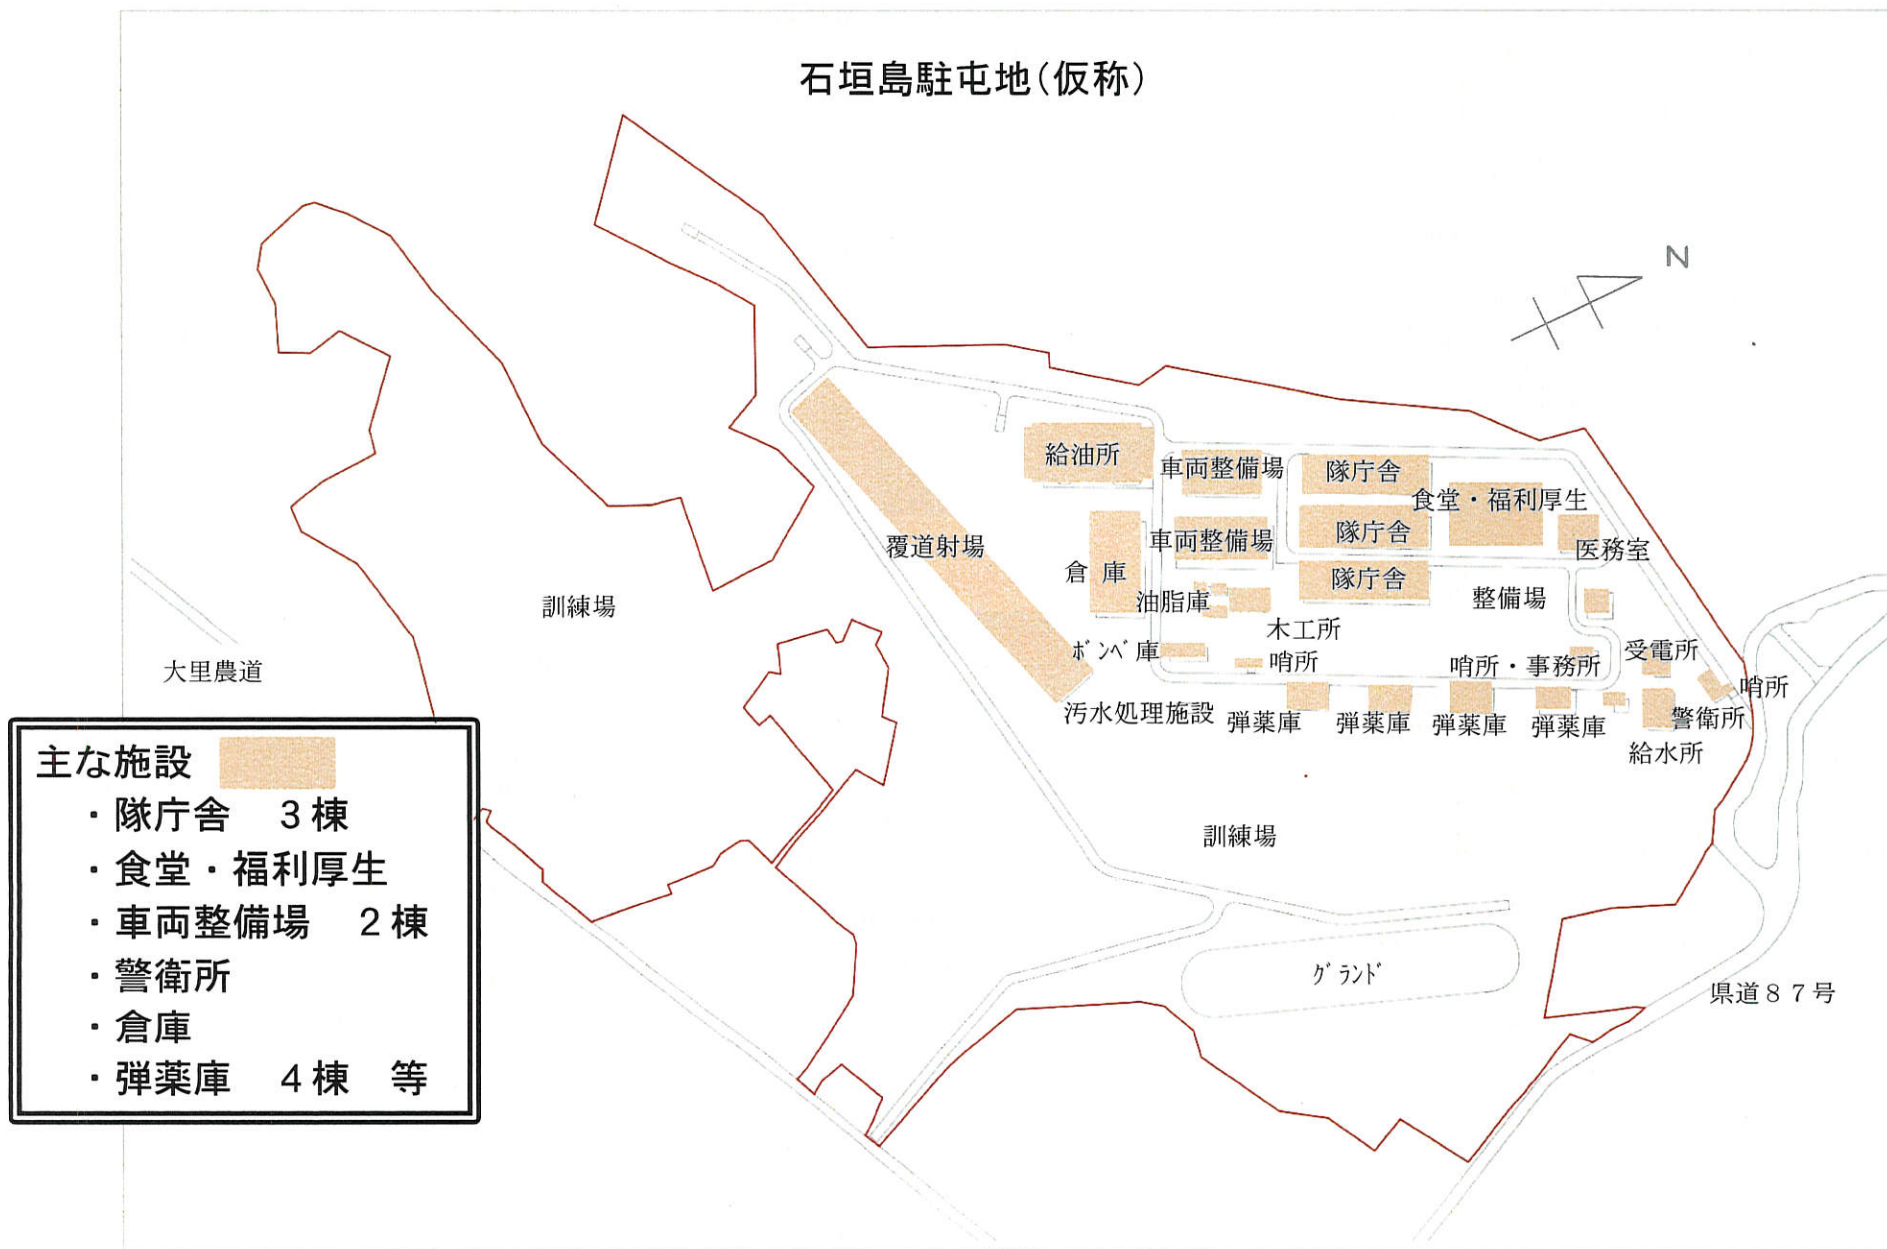 石垣島駐屯地(仮称)
N
給油所
車両整備場
隊庁舎
食堂・福利厚生
覆道射場
車両整備場
隊庁舎
医務室
倉庫
隊庁舎
油脂庫
整備場
訓練場
木工所
ボンベ庫
哨所
哨所・事務所
受電所
大里農道
哨所
汚水処理施設
弾薬庫
弾薬庫
弾薬庫
弾薬庫
警衛所
給水所
訓練場
グランド
県道87号
主な施設
・隊庁舎 3棟
・食堂・福利厚生
・車両整備場 2棟
・警衛所
・倉庫
・弾薬庫 4棟 等